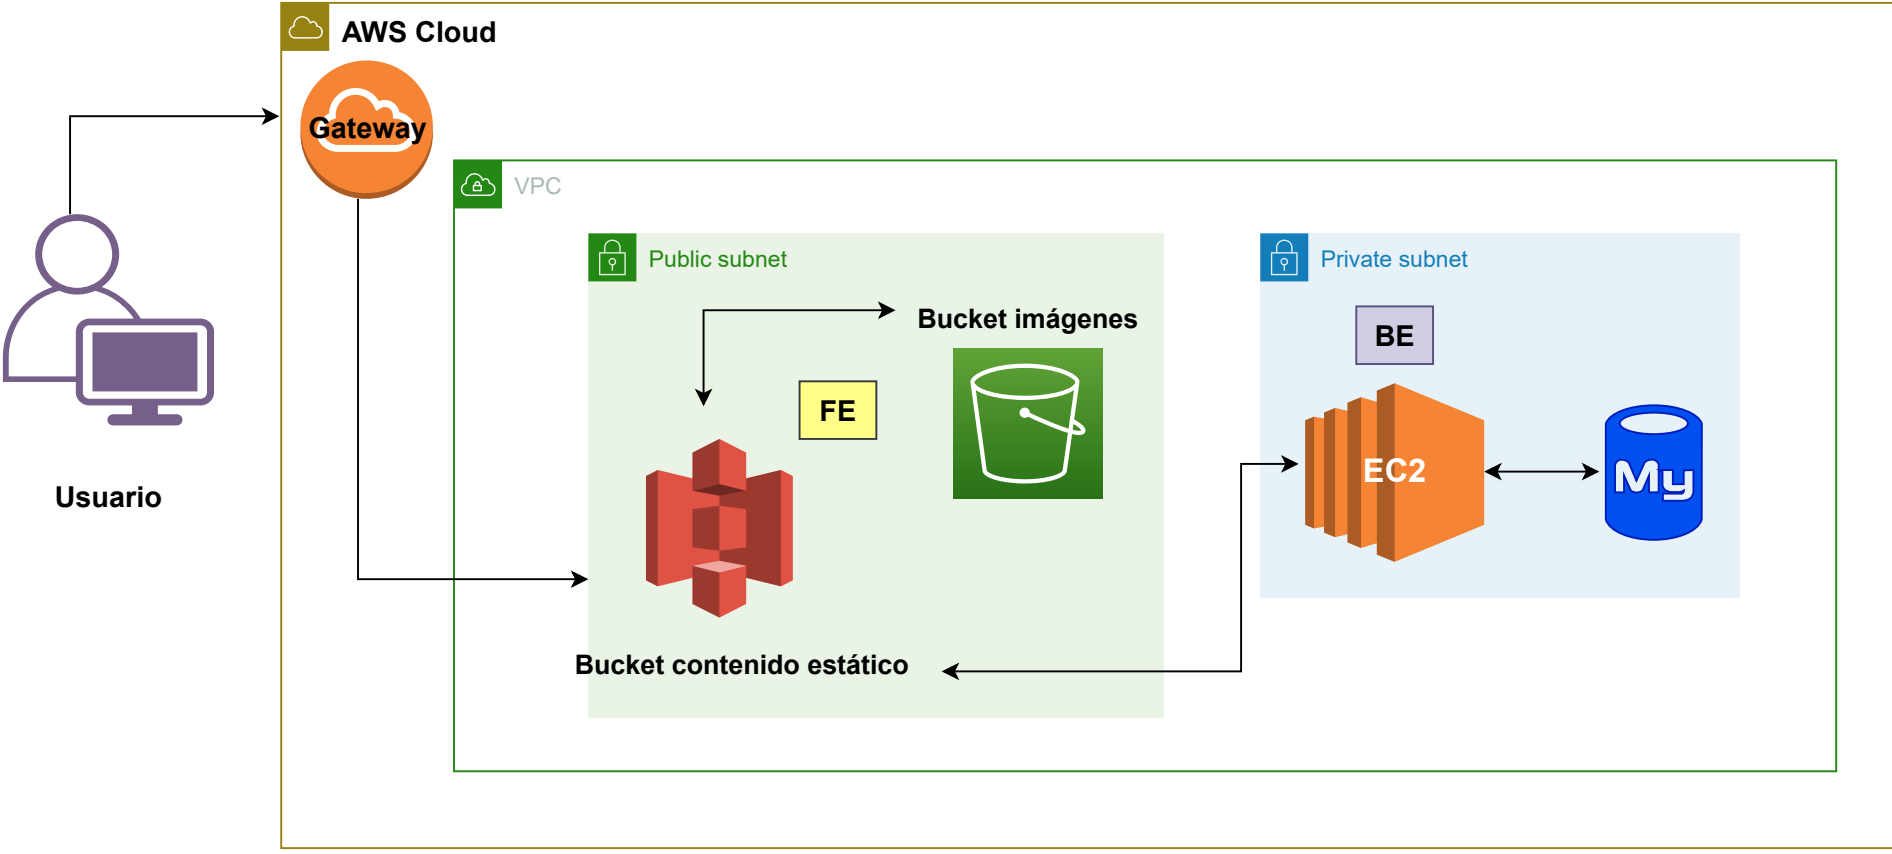 AWS Cloud
Gateway
VPC
Public subnet
Private subnet
Bucket imágenes
BE
FE
EC2
My
Usuario
Bucket contenido estático